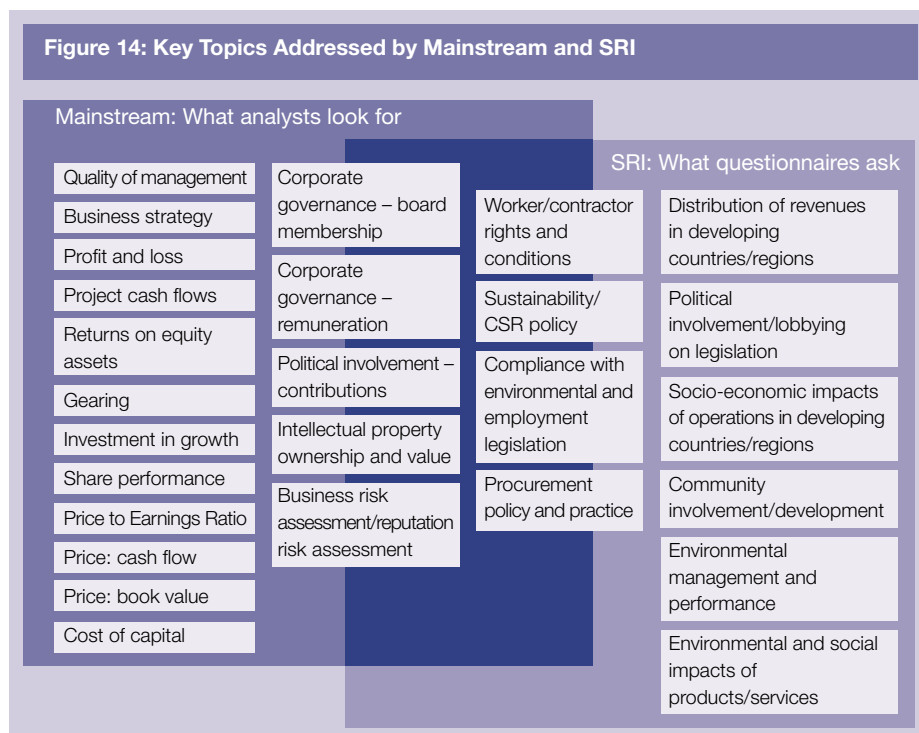 Figure 14: Key Topics Addressed by Mainstream and SRI
Mainstream: What analysts look for
Quality of management
Business strategy
Profit and loss
Project cash flows
Returns on equity
assets
Gearing
Investment in growth
Share performance
Price to Earnings Ratio
Price: cash flow
Price: book value
Cost of capital
Corporate
governance – board
membership
Corporate
governance –
remuneration
Political involvement –
contributions
Intellectual property
ownership and value
Business risk
assessment/reputation
risk assessment
SRI: What questionnaires ask
Worker/contractor
rights and
conditions
Sustainability/
CSR policy
Compliance with
environmental and
employment
legislation
Procurement
policy and practice
Distribution of revenues
in developing
countries/regions
Political
involvement/lobbying
on legislation
Socio-economic impacts
of operations in developing
countries/regions
Community
involvement/development
Environmental
management and
performance
Environmental and social
impacts of
products/services